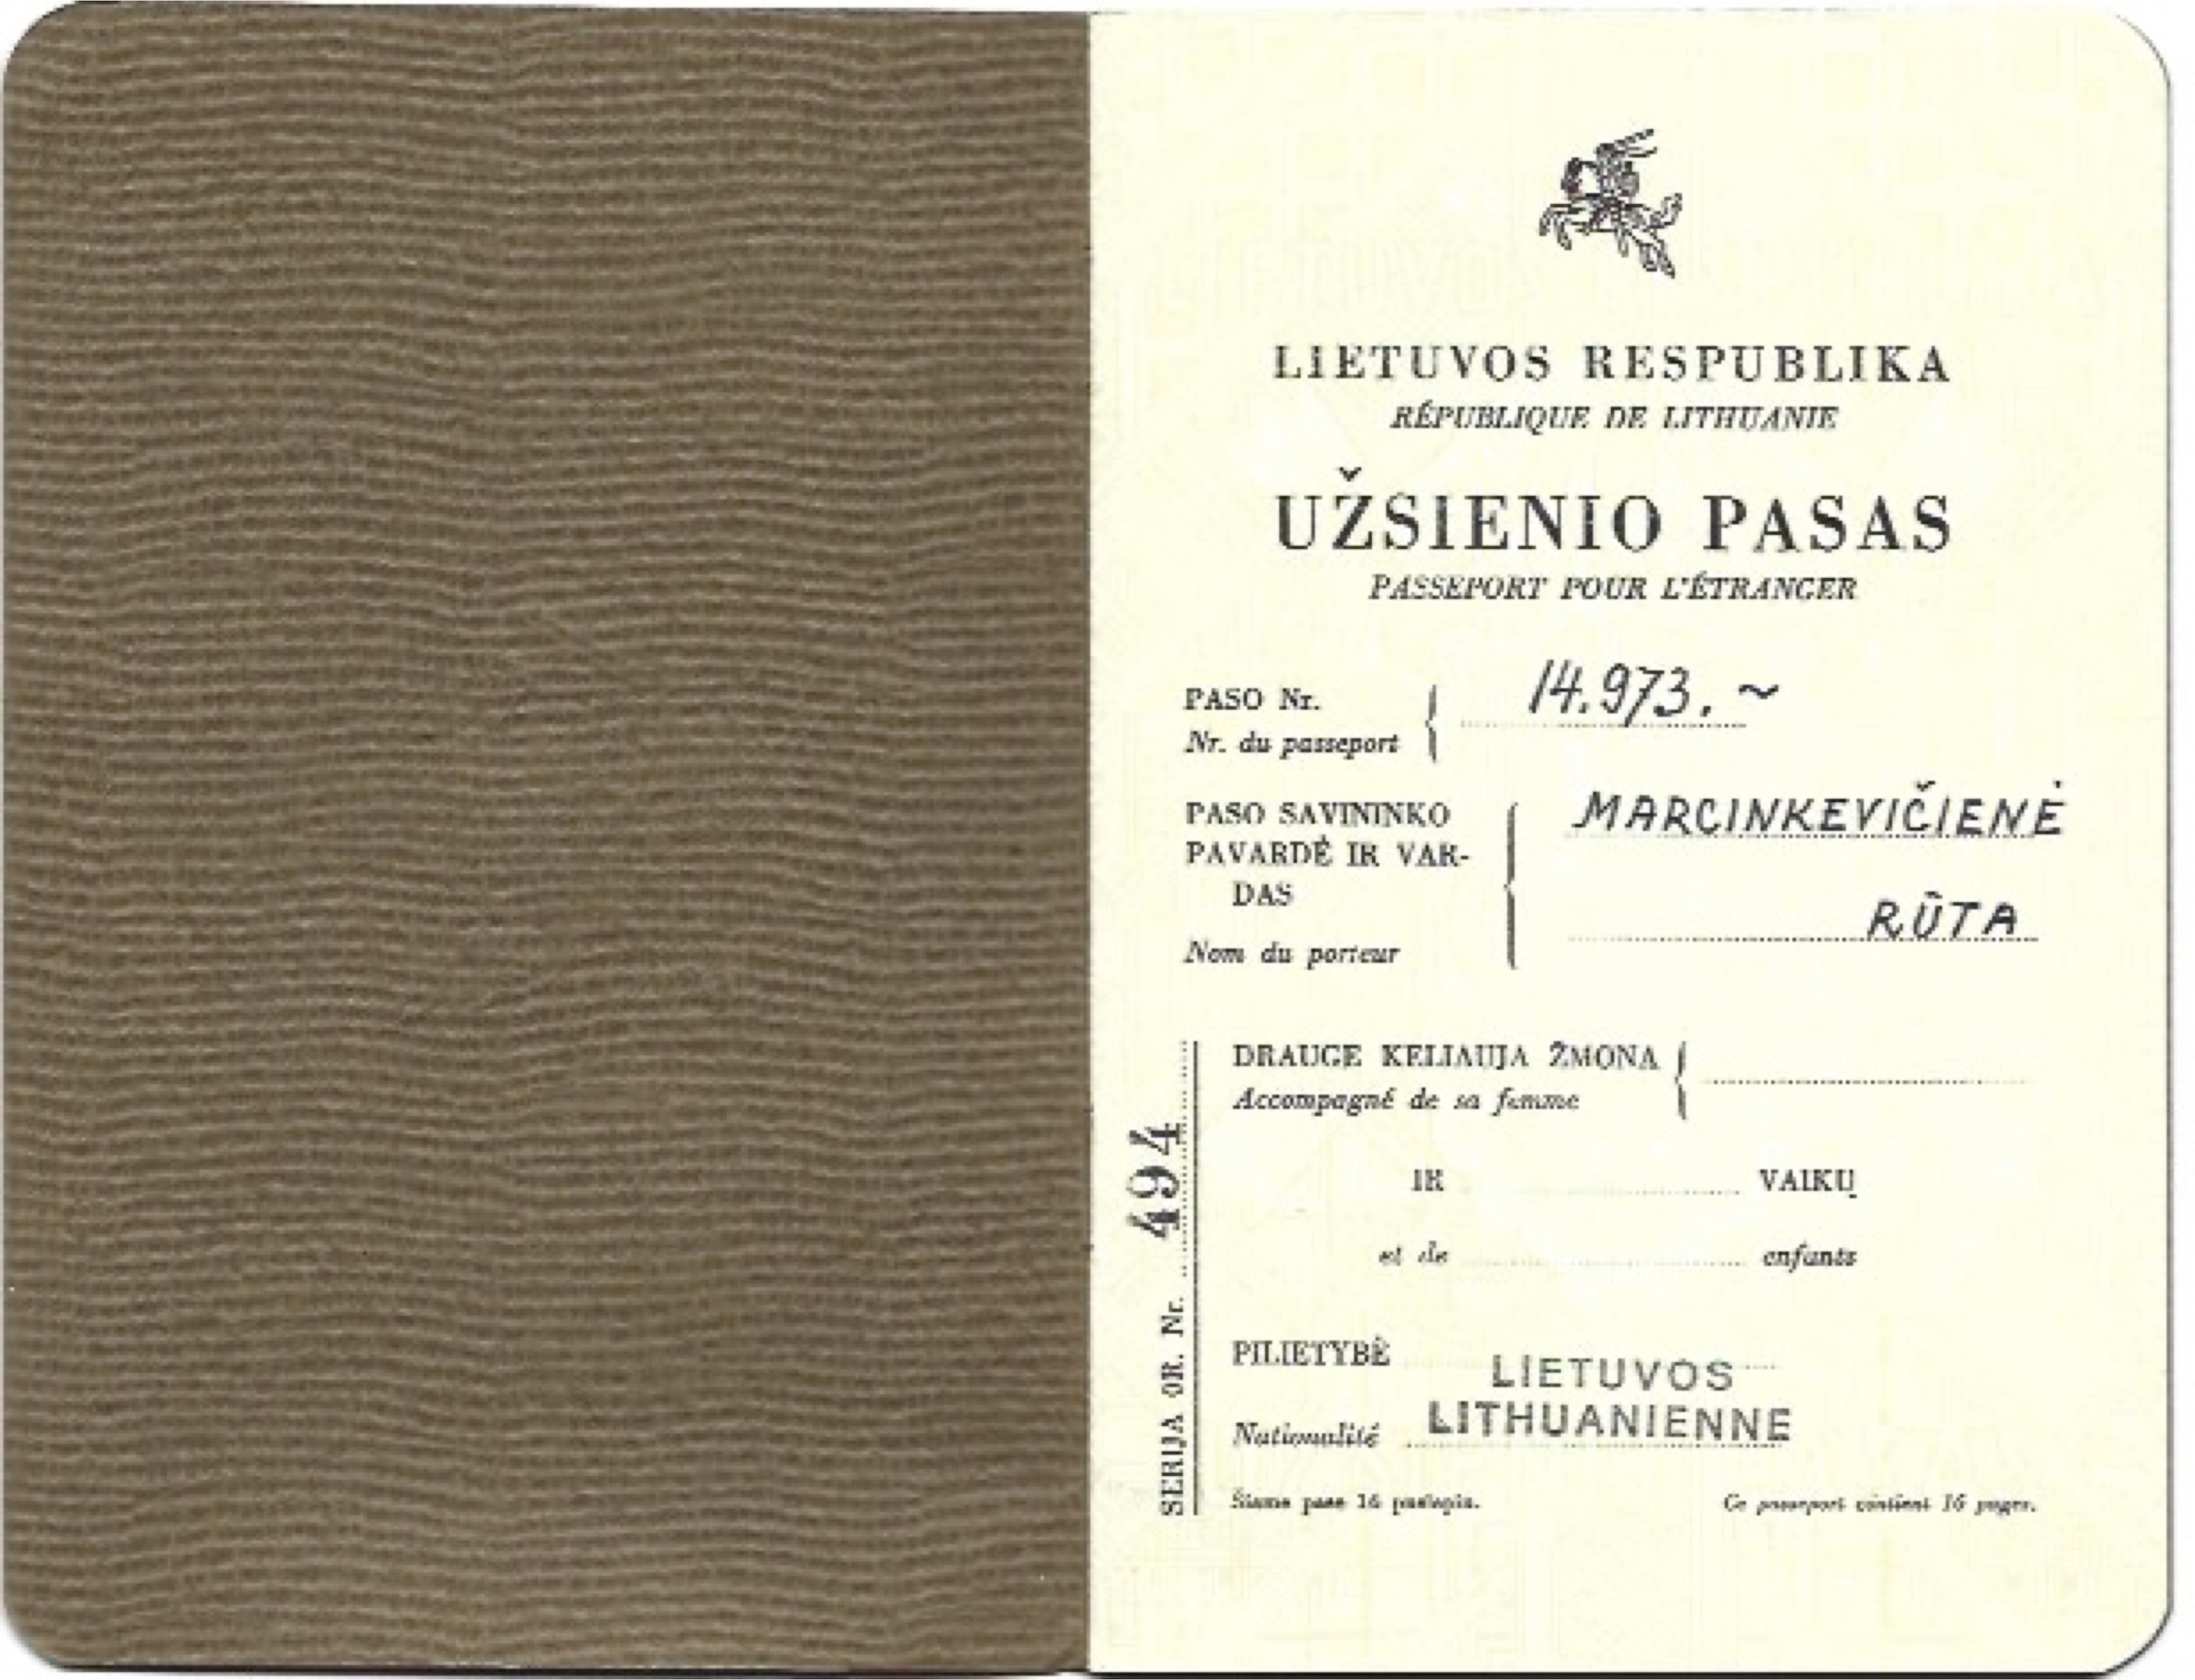 LIETUVOS RESPUBLIKA
RÉPUBLIQUE DE LITHUANIE
UŽSIENIO PASAS
PASSEPORT POUR L'ÉTRANGER
PASO Nr. 14.973.~
Nr. du passeport
PASO SAVININKO MARCINKEVIČIENĖ
PAVARDĖ IR VAR-
DAS RŪTA
Nom du porteur
DRAUGE KELIAUJA ŽMONA
Accompagné de sa femme
IR VAIKŲ
et de enfants
PILIETYBĖ LIETUVOS
Nationalité LITHUANIENNE
SERIJA OR. Nr. 494
Šiame pase 16 puslapių. Ce passeport contient 16 pages.